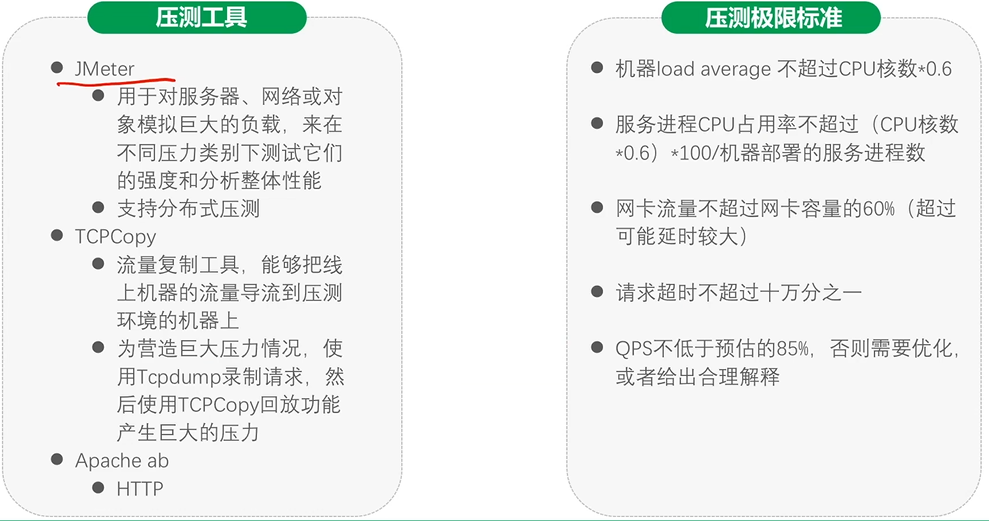 压测工具
JMeter
用于对服务器、网络或对
象模拟巨大的负载，来在
不同压力类别下测试它们
的强度和分析整体性能
支持分布式压测
TCPCopy
流量复制工具，能够把线
上机器的流量导流到压测
环境的机器上
为营造巨大压力情况，使
用Tcpdump录制请求，然
后使用TCPCopy回放功能
产生巨大的压力
Apache ab
HTTP
压测极限标准
机器load average 不超过CPU核数*0.6
服务进程CPU占用率不超过（CPU核数
*0.6）*100/机器部署的服务进程数
网卡流量不超过网卡容量的60%（超过
可能延时较大）
请求超时不超过十万分之一
QPS不低于预估的85%，否则需要优化，
或者给出合理解释